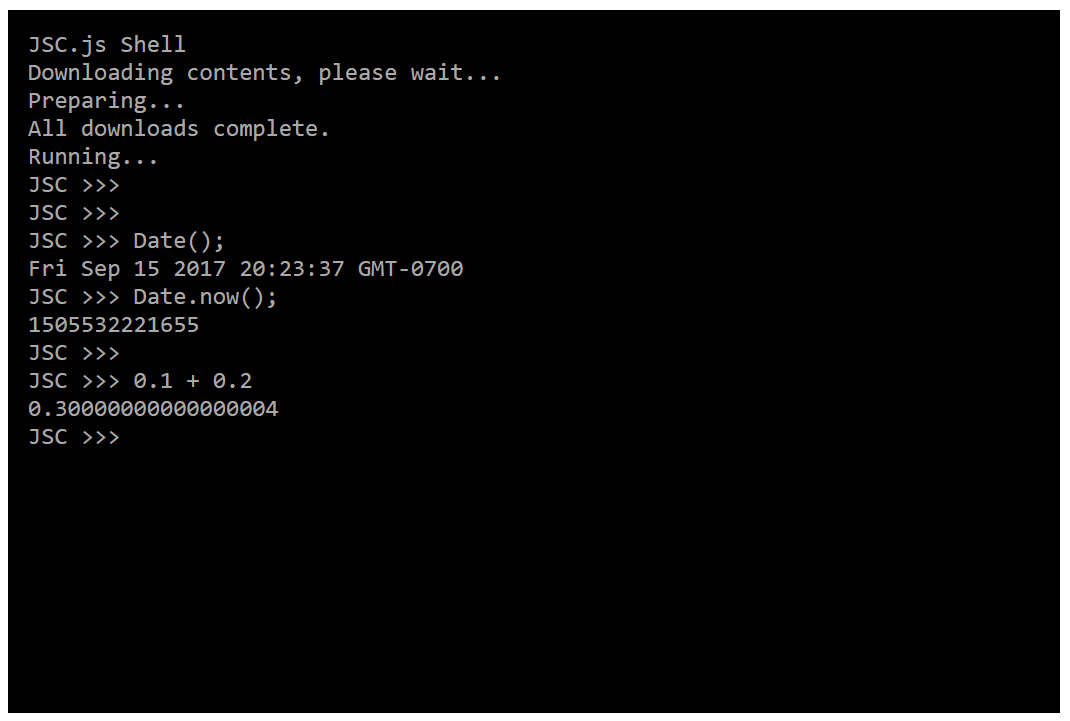 JSC.js Shell
Downloading contents, please wait...
Preparing...
All downloads complete.
Running...
JSC >>>
JSC >>>
JSC >>> Date();
Fri Sep 15 2017 20:23:37 GMT-0700
JSC >>> Date.now();
1505532221655
JSC >>>
JSC >>> 0.1 + 0.2
0.30000000000000004
JSC >>>